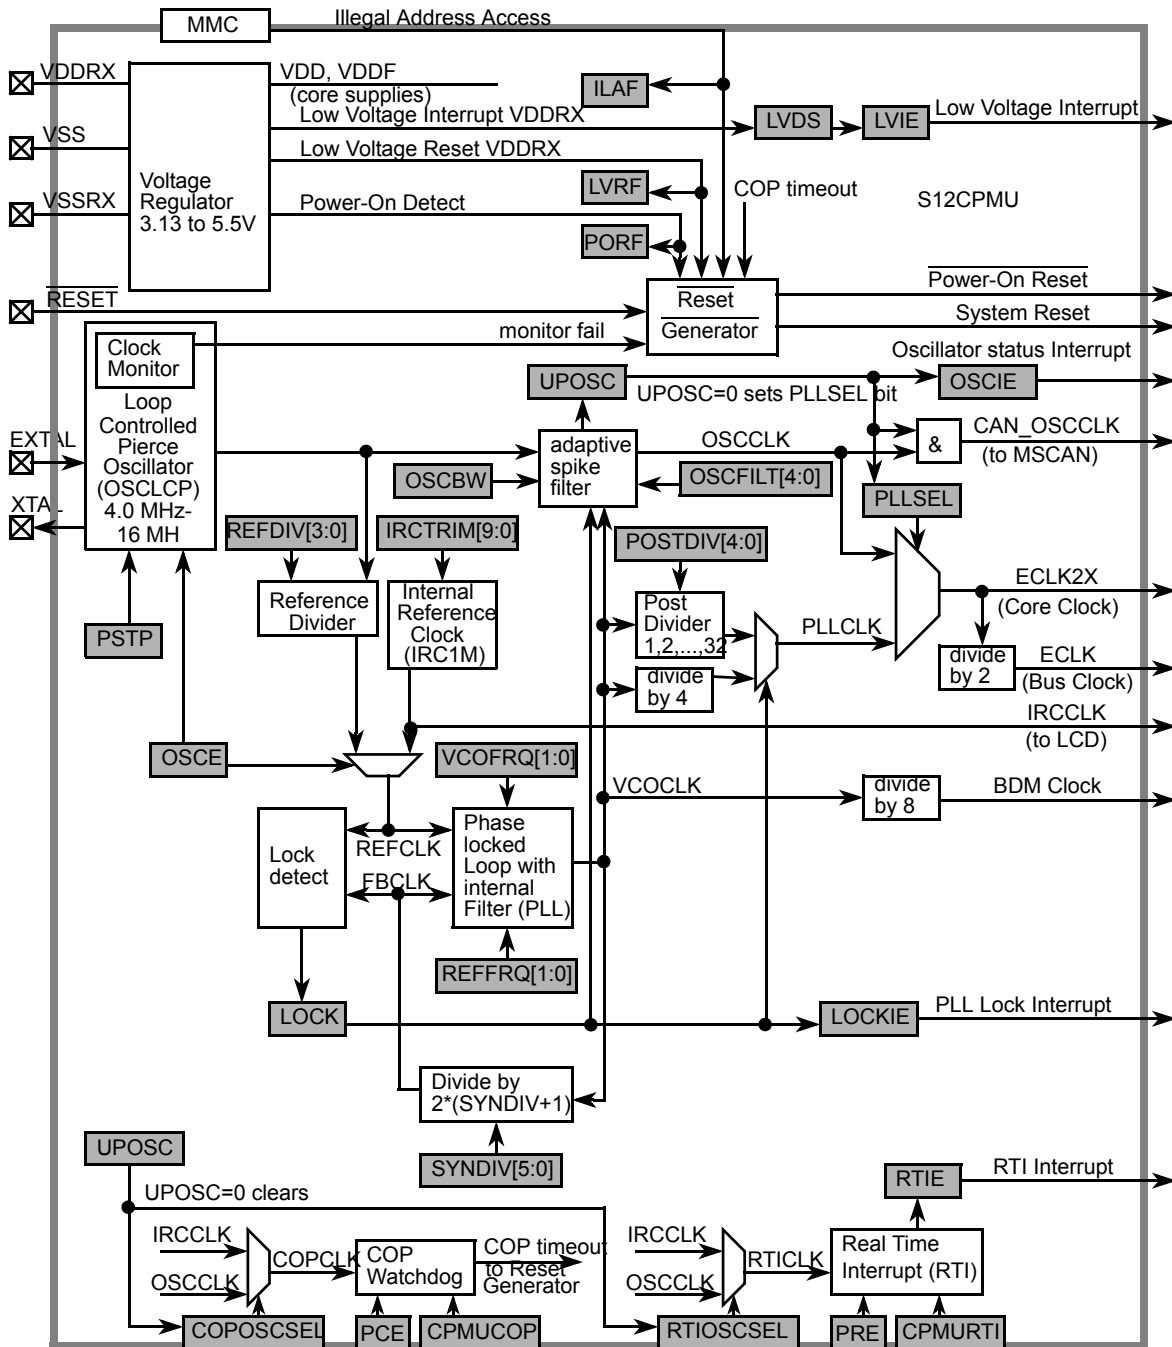 MMC
Illegal Address Access
VDDRX
VDD, VDDF
(core supplies)
ILAF
Low Voltage Interrupt VDDRX
LVDS
LVIE
Low Voltage Interrupt
VSS
Low Voltage Reset VDDRX
Voltage
Regulator
3.13 to 5.5V
LVRF
COP timeout
S12CPMU
VSSRX
Power-On Detect
PORF
RESET
Reset
Generator
Power-On Reset
System Reset
monitor fail
Clock
Monitor
Oscillator status Interrupt
UPOSC
OSCIE
UPOSC=0 sets PLLSEL bit
Loop
Controlled
Pierce
Oscillator
(OSCLCP)
4.0 MHz-
16 MH
EXTAL
XTAL
adaptive
spike
filter
OSCCLK
&
CAN_OSCCLK
(to MSCAN)
OSCBW
OSCFILT[4:0]
PLLSEL
REFDIV[3:0]
IRCTRIM[9:0]
POSTDIV[4:0]
Reference
Divider
Internal
Reference
Clock
(IRC1M)
Post
Divider
1,2,...,32
PLLCLK
ECLK2X
(Core Clock)
PSTP
divide
by 4
divide
by 2
ECLK
(Bus Clock)
IRCCLK
(to LCD)
OSCE
VCOFRQ[1:0]
VCOCLK
divide
by 8
BDM Clock
Lock
detect
REFCLK
FBCLK
Phase
locked
Loop with
internal
Filter (PLL)
REFFRQ[1:0]
LOCK
LOCKIE
PLL Lock Interrupt
Divide by
2*(SYNDIV+1)
UPOSC
SYNDIV[5:0]
RTIE
RTI Interrupt
UPOSC=0 clears
IRCCLK
OSCCLK
COPCLK
COP
Watchdog
COP timeout
to Reset
Generator
IRCCLK
OSCCLK
RTICLK
Real Time
Interrupt (RTI)
COPOSCSEL
PCE
CPMUCOP
RTIOSCSEL
PRE
CPMURTI